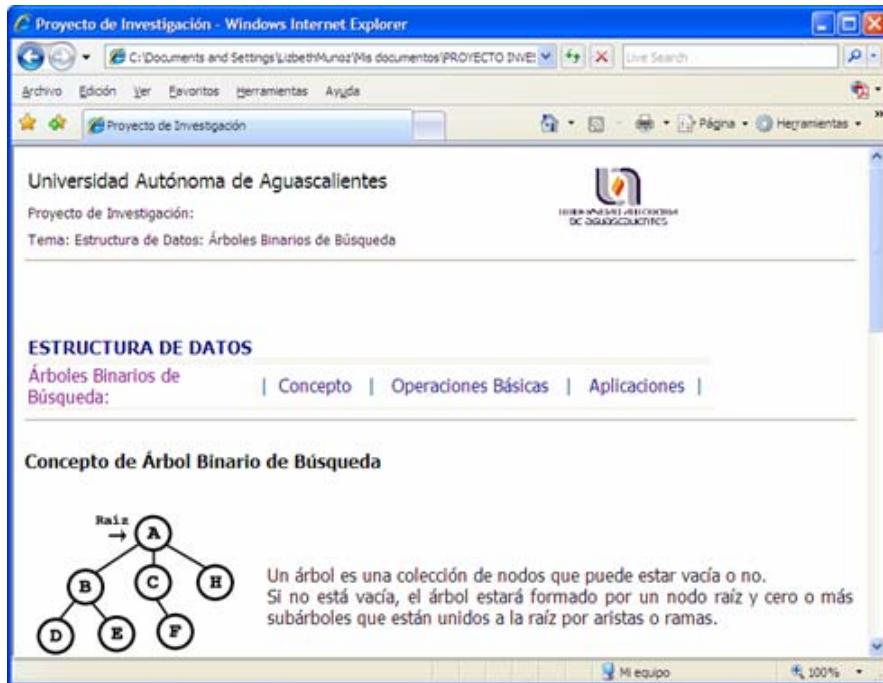 Proyecto de Investigación - Windows Internet Explorer
C:\Documents and Settings\LizbethMunoz\Mis documentos\PROYECTO INVE
Live Search
Archivo Edición Ver Favoritos Herramientas Ayuda
Proyecto de Investigación
Página Herramientas
Universidad Autónoma de Aguascalientes
Proyecto de Investigación:
UNIVERSIDAD AUTONOMA
DE AGUASCALIENTES
Tema: Estructura de Datos: Árboles Binarios de Búsqueda
ESTRUCTURA DE DATOS
Árboles Binarios de
Búsqueda:
| Concepto | Operaciones Básicas | Aplicaciones |
Concepto de Árbol Binario de Búsqueda
Raíz
A
B C H
D E F
Un árbol es una colección de nodos que puede estar vacía o no.
Si no está vacía, el árbol estará formado por un nodo raíz y cero o más
subárboles que están unidos a la raíz por aristas o ramas.
Mi equipo
100%